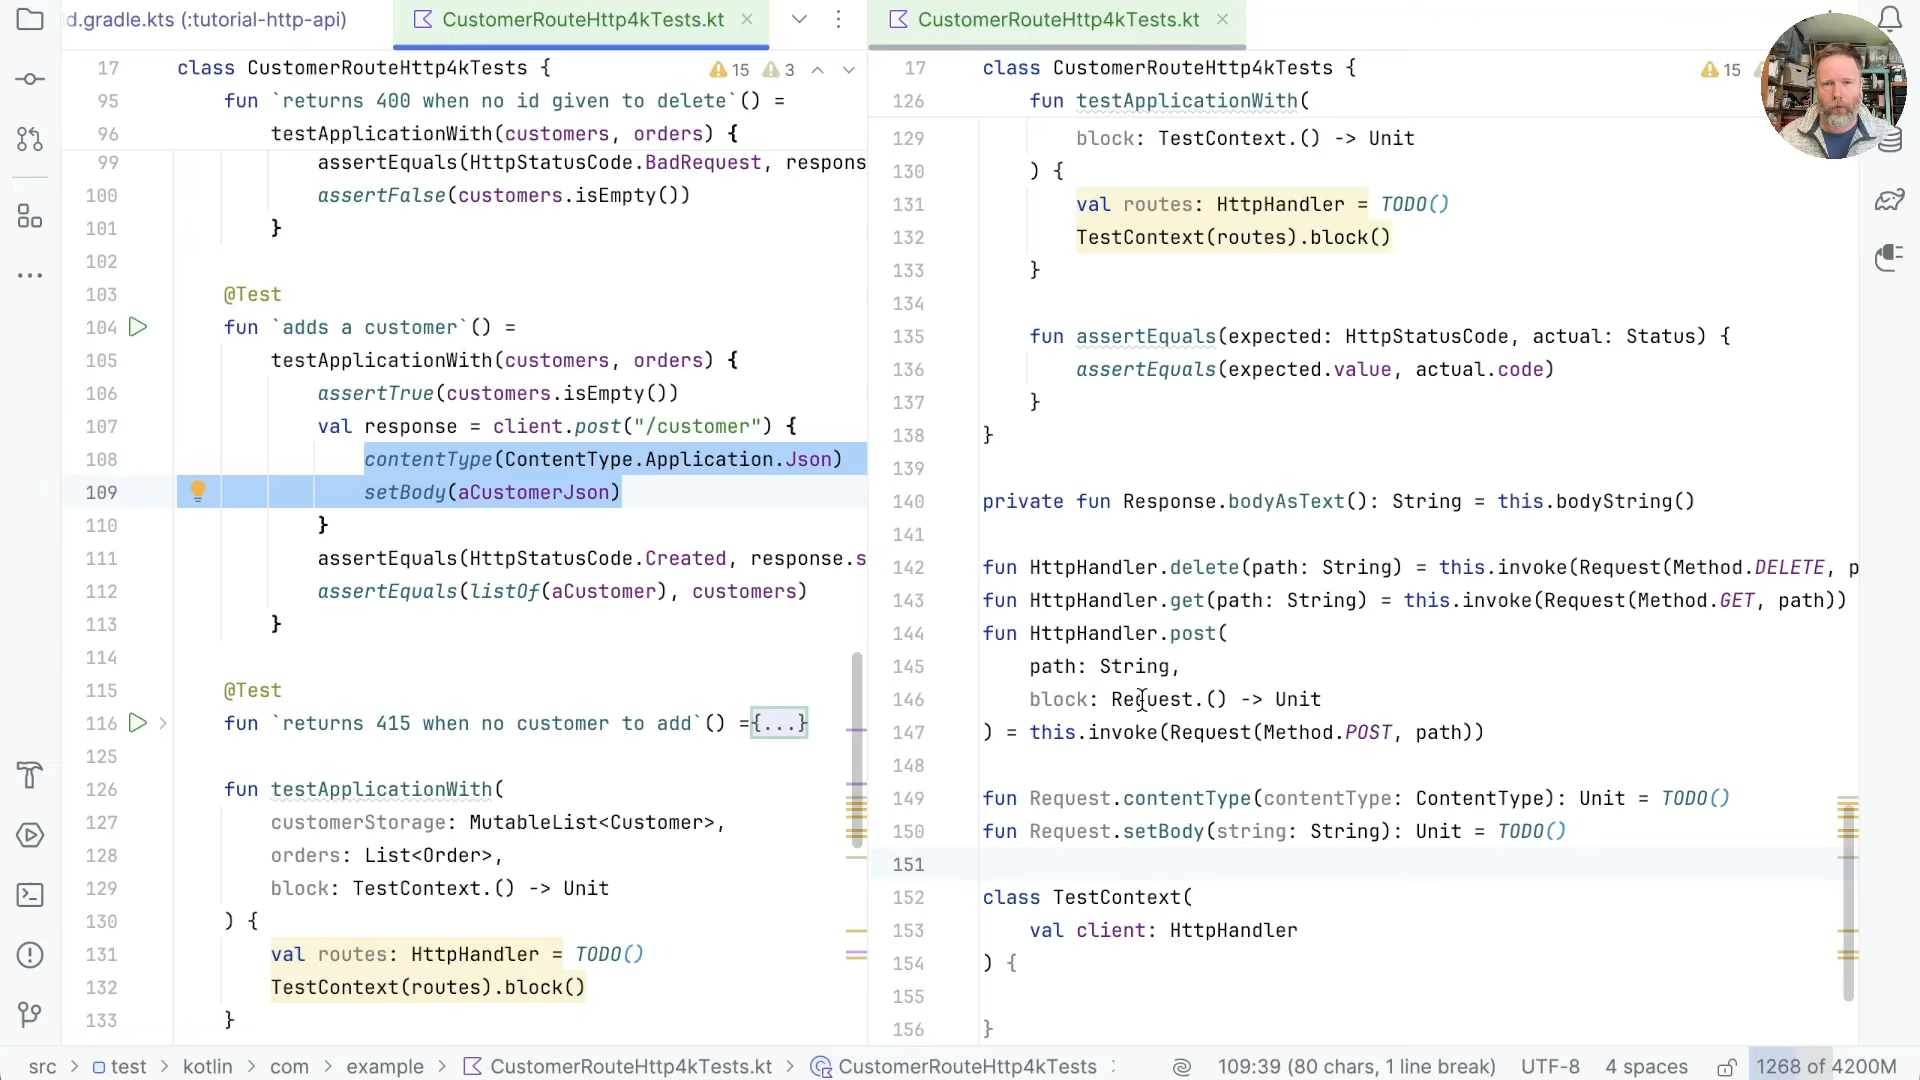 d.gradle.kts (:tutorial-http-api)
CustomerRouteHttp4kTests.kt
17 class CustomerRouteHttp4kTests {
15 3
95 fun `returns 400 when no id given to delete`() =
96 testApplicationWith(customers, orders) {
99 assertEquals(HttpStatusCode.BadRequest, respons
100 assertFalse(customers.isEmpty())
101 }
102
103 @Test
104 fun `adds a customer`() =
105 testApplicationWith(customers, orders) {
106 assertTrue(customers.isEmpty())
107 val response = client.post("/customer") {
108 contentType(ContentType.Application.Json)
109 setBody(aCustomerJson)
110 }
111 assertEquals(HttpStatusCode.Created, response.s
112 assertEquals(listOf(aCustomer), customers)
113 }
114
115 @Test
116 fun `returns 415 when no customer to add`() ={...}
125
126 fun testApplicationWith(
127 customerStorage: MutableList<Customer>,
128 orders: List<Order>,
129 block: TestContext.() -> Unit
130 ) {
131 val routes: HttpHandler = TODO()
132 TestContext(routes).block()
133 }
CustomerRouteHttp4kTests.kt
17 class CustomerRouteHttp4kTests {
15
126 fun testApplicationWith(
129 block: TestContext.() -> Unit
130 ) {
131 val routes: HttpHandler = TODO()
132 TestContext(routes).block()
133 }
134
135 fun assertEquals(expected: HttpStatusCode, actual: Status) {
136 assertEquals(expected.value, actual.code)
137 }
138 }
139
140 private fun Response.bodyAsText(): String = this.bodyString()
141
142 fun HttpHandler.delete(path: String) = this.invoke(Request(Method.DELETE, p
143 fun HttpHandler.get(path: String) = this.invoke(Request(Method.GET, path))
144 fun HttpHandler.post(
145 path: String,
146 block: Request.() -> Unit
147 ) = this.invoke(Request(Method.POST, path))
148
149 fun Request.contentType(contentType: ContentType): Unit = TODO()
150 fun Request.setBody(string: String): Unit = TODO()
151
152 class TestContext(
153 val client: HttpHandler
154 ) {
155
156 }
src > test > kotlin > com > example > CustomerRouteHttp4kTests.kt > CustomerRouteHttp4kTests
109:39 (80 chars, 1 line break) UTF-8 4 spaces 1268 of 4200M